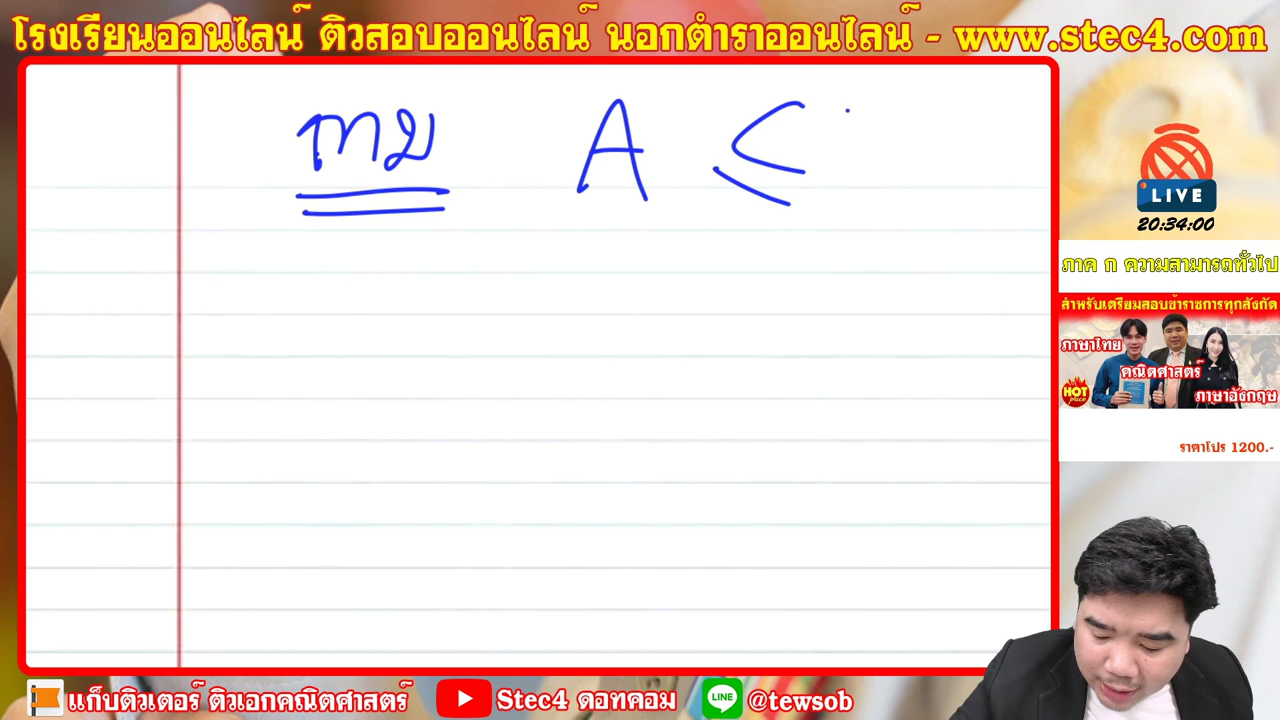 โรงเรียนออนไลน์ ติวสอบออนไลน์ นอกตำราออนไลน์ - www.stec4.com
ถาม A ≤
LIVE
20:34:00
ภาค ก ความสามารถทั่วไป
สำหรับเตรียมสอบข้าราชการทุกสังกัด
ภาษาไทย
คณิตศาสตร์
HOT
price
ภาษาอังกฤษ
ราคาโปร 1200.-
แก็บติวเตอร์ ติวเอกคณิตศาสตร์ Stec4 ดอทคอม LINE @tewsob